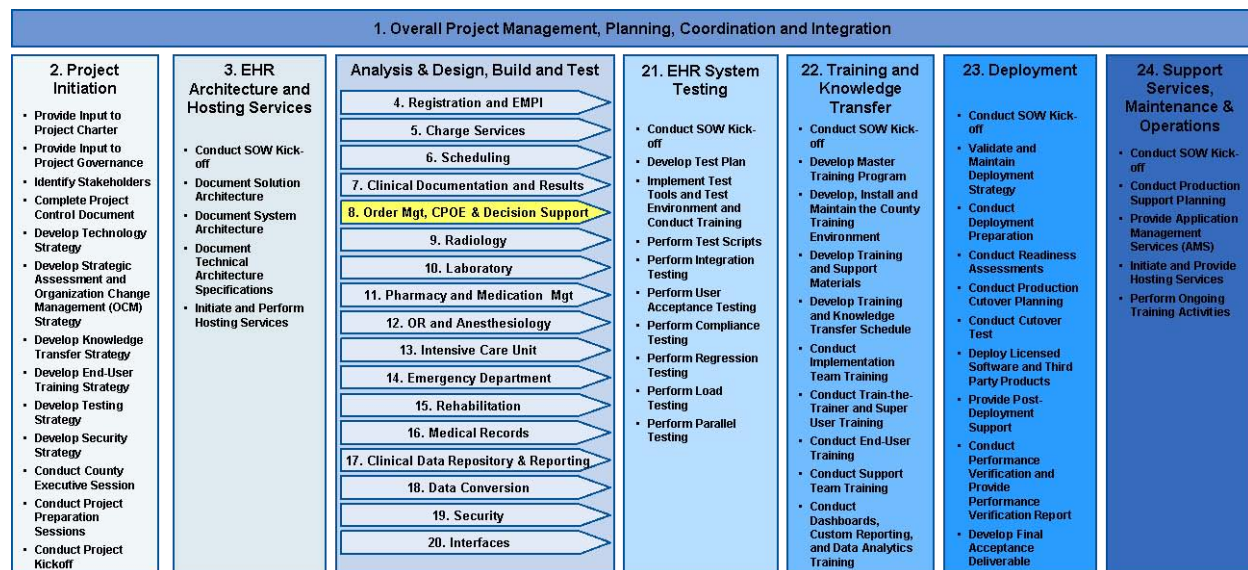 1. Overall Project Management, Planning, Coordination and Integration
2. Project
Initiation
• Provide Input to
Project Charter
• Provide Input to
Project Governance
• Identify Stakeholders
• Complete Project
Control Document
• Develop Technology
Strategy
• Develop Strategic
Assessment and
Organization Change
Management (OCM)
Strategy
• Develop Knowledge
Transfer Strategy
• Develop End-User
Training Strategy
• Develop Testing
Strategy
• Develop Security
Strategy
• Conduct County
Executive Session
• Conduct Project
Preparation
Sessions
• Conduct Project
Kickoff
3. EHR
Architecture and
Hosting Services
• Conduct SOW Kick-
off
• Document Solution
Architecture
• Document System
Architecture
• Document
Technical
Architecture
Specifications
• Initiate and Perform
Hosting Services
Analysis & Design, Build and Test
4. Registration and EMPI
5. Charge Services
6. Scheduling
7. Clinical Documentation and Results
8. Order Mgt, CPOE & Decision Support
9. Radiology
10. Laboratory
11. Pharmacy and Medication Mgt
12. OR and Anesthesiology
13. Intensive Care Unit
14. Emergency Department
15. Rehabilitation
16. Medical Records
17. Clinical Data Repository & Reporting
18. Data Conversion
19. Security
20. Interfaces
21. EHR System
Testing
• Conduct SOW Kick-
off
• Develop Test Plan
• Implement Test
Tools and Test
Environment and
Conduct Training
• Perform Test Scripts
• Perform Integration
Testing
• Perform User
Acceptance Testing
• Perform Compliance
Testing
• Perform Regression
Testing
• Perform Load
Testing
• Perform Parallel
Testing
22. Training and
Knowledge
Transfer
• Conduct SOW Kick-
off
• Develop Master
Training Program
• Develop, Install and
Maintain the County
Training
Environment
• Develop Training
and Support
Materials
• Develop Training
and Knowledge
Transfer Schedule
• Conduct
Implementation
Team Training
• Conduct Train-the-
Trainer and Super
User Training
• Conduct End-User
Training
• Conduct Support
Team Training
• Conduct
Dashboards,
Custom Reporting,
and Data Analytics
Training
23. Deployment
• Conduct SOW Kick-
off
• Validate and
Maintain
Deployment
Strategy
• Conduct
Deployment
Preparation
• Conduct Readiness
Assessments
• Conduct Production
Cutover Planning
• Conduct Cutover
Test
• Deploy Licensed
Software and Third
Party Products
• Provide Post-
Deployment
Support
• Conduct
Performance
Verification and
Provide
Performance
Verification Report
• Develop Final
Acceptance
Deliverable
24. Support
Services,
Maintenance &
Operations
• Conduct SOW Kick-
off
• Conduct Production
Support Planning
• Provide Application
Management
Services (AMS)
• Initiate and Provide
Hosting Services
• Perform Ongoing
Training Activities